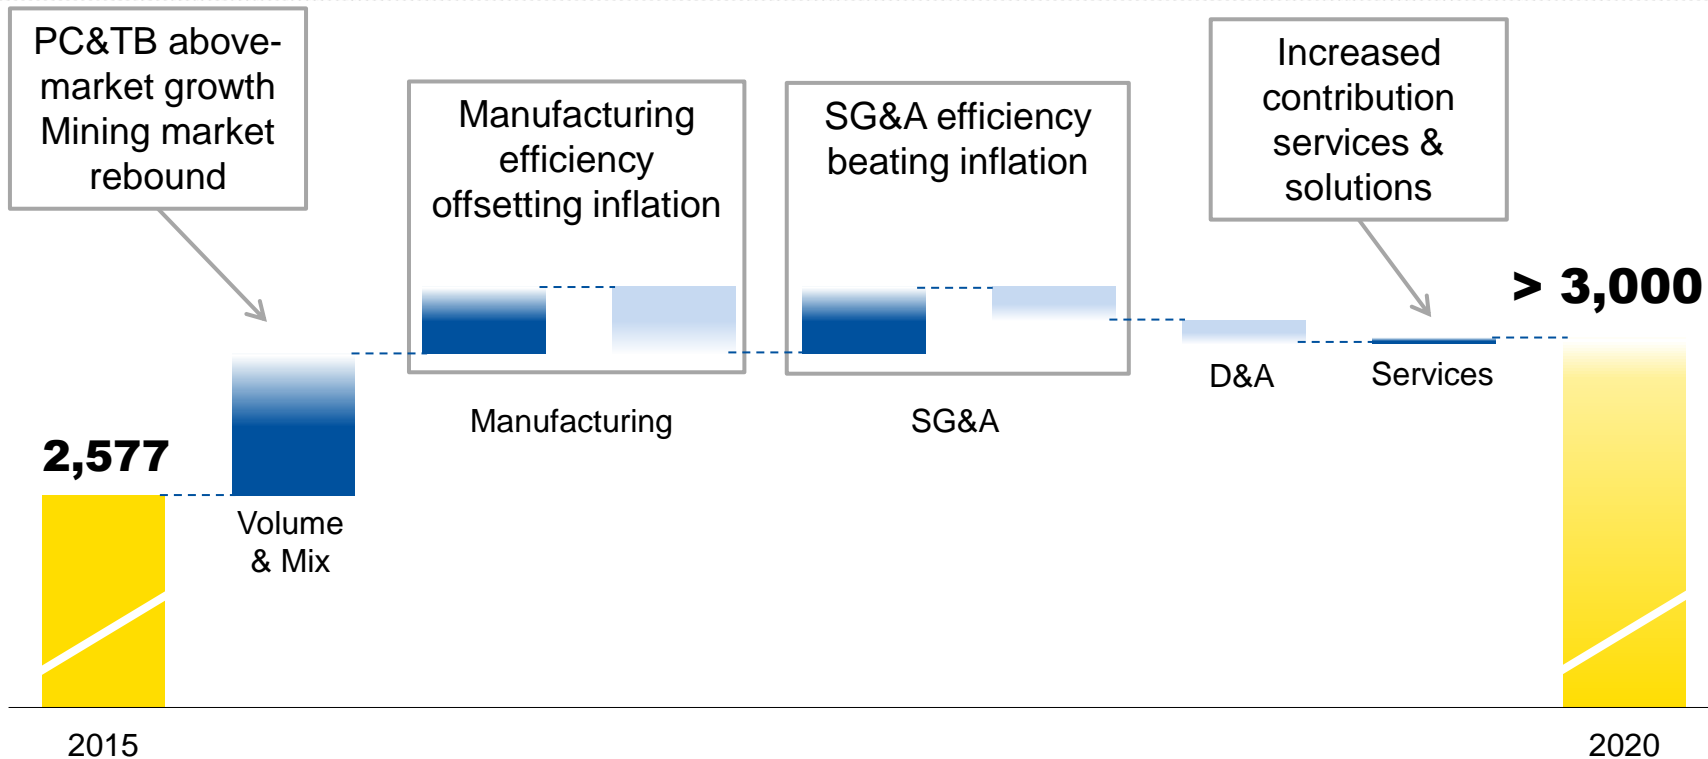 PC&TB above-
market growth
Mining market
rebound
Manufacturing
efficiency
offsetting inflation
SG&A efficiency
beating inflation
Increased
contribution
services &
solutions
> 3,000
2,577
Volume
& Mix
Manufacturing
SG&A
D&A
Services
2015
2020